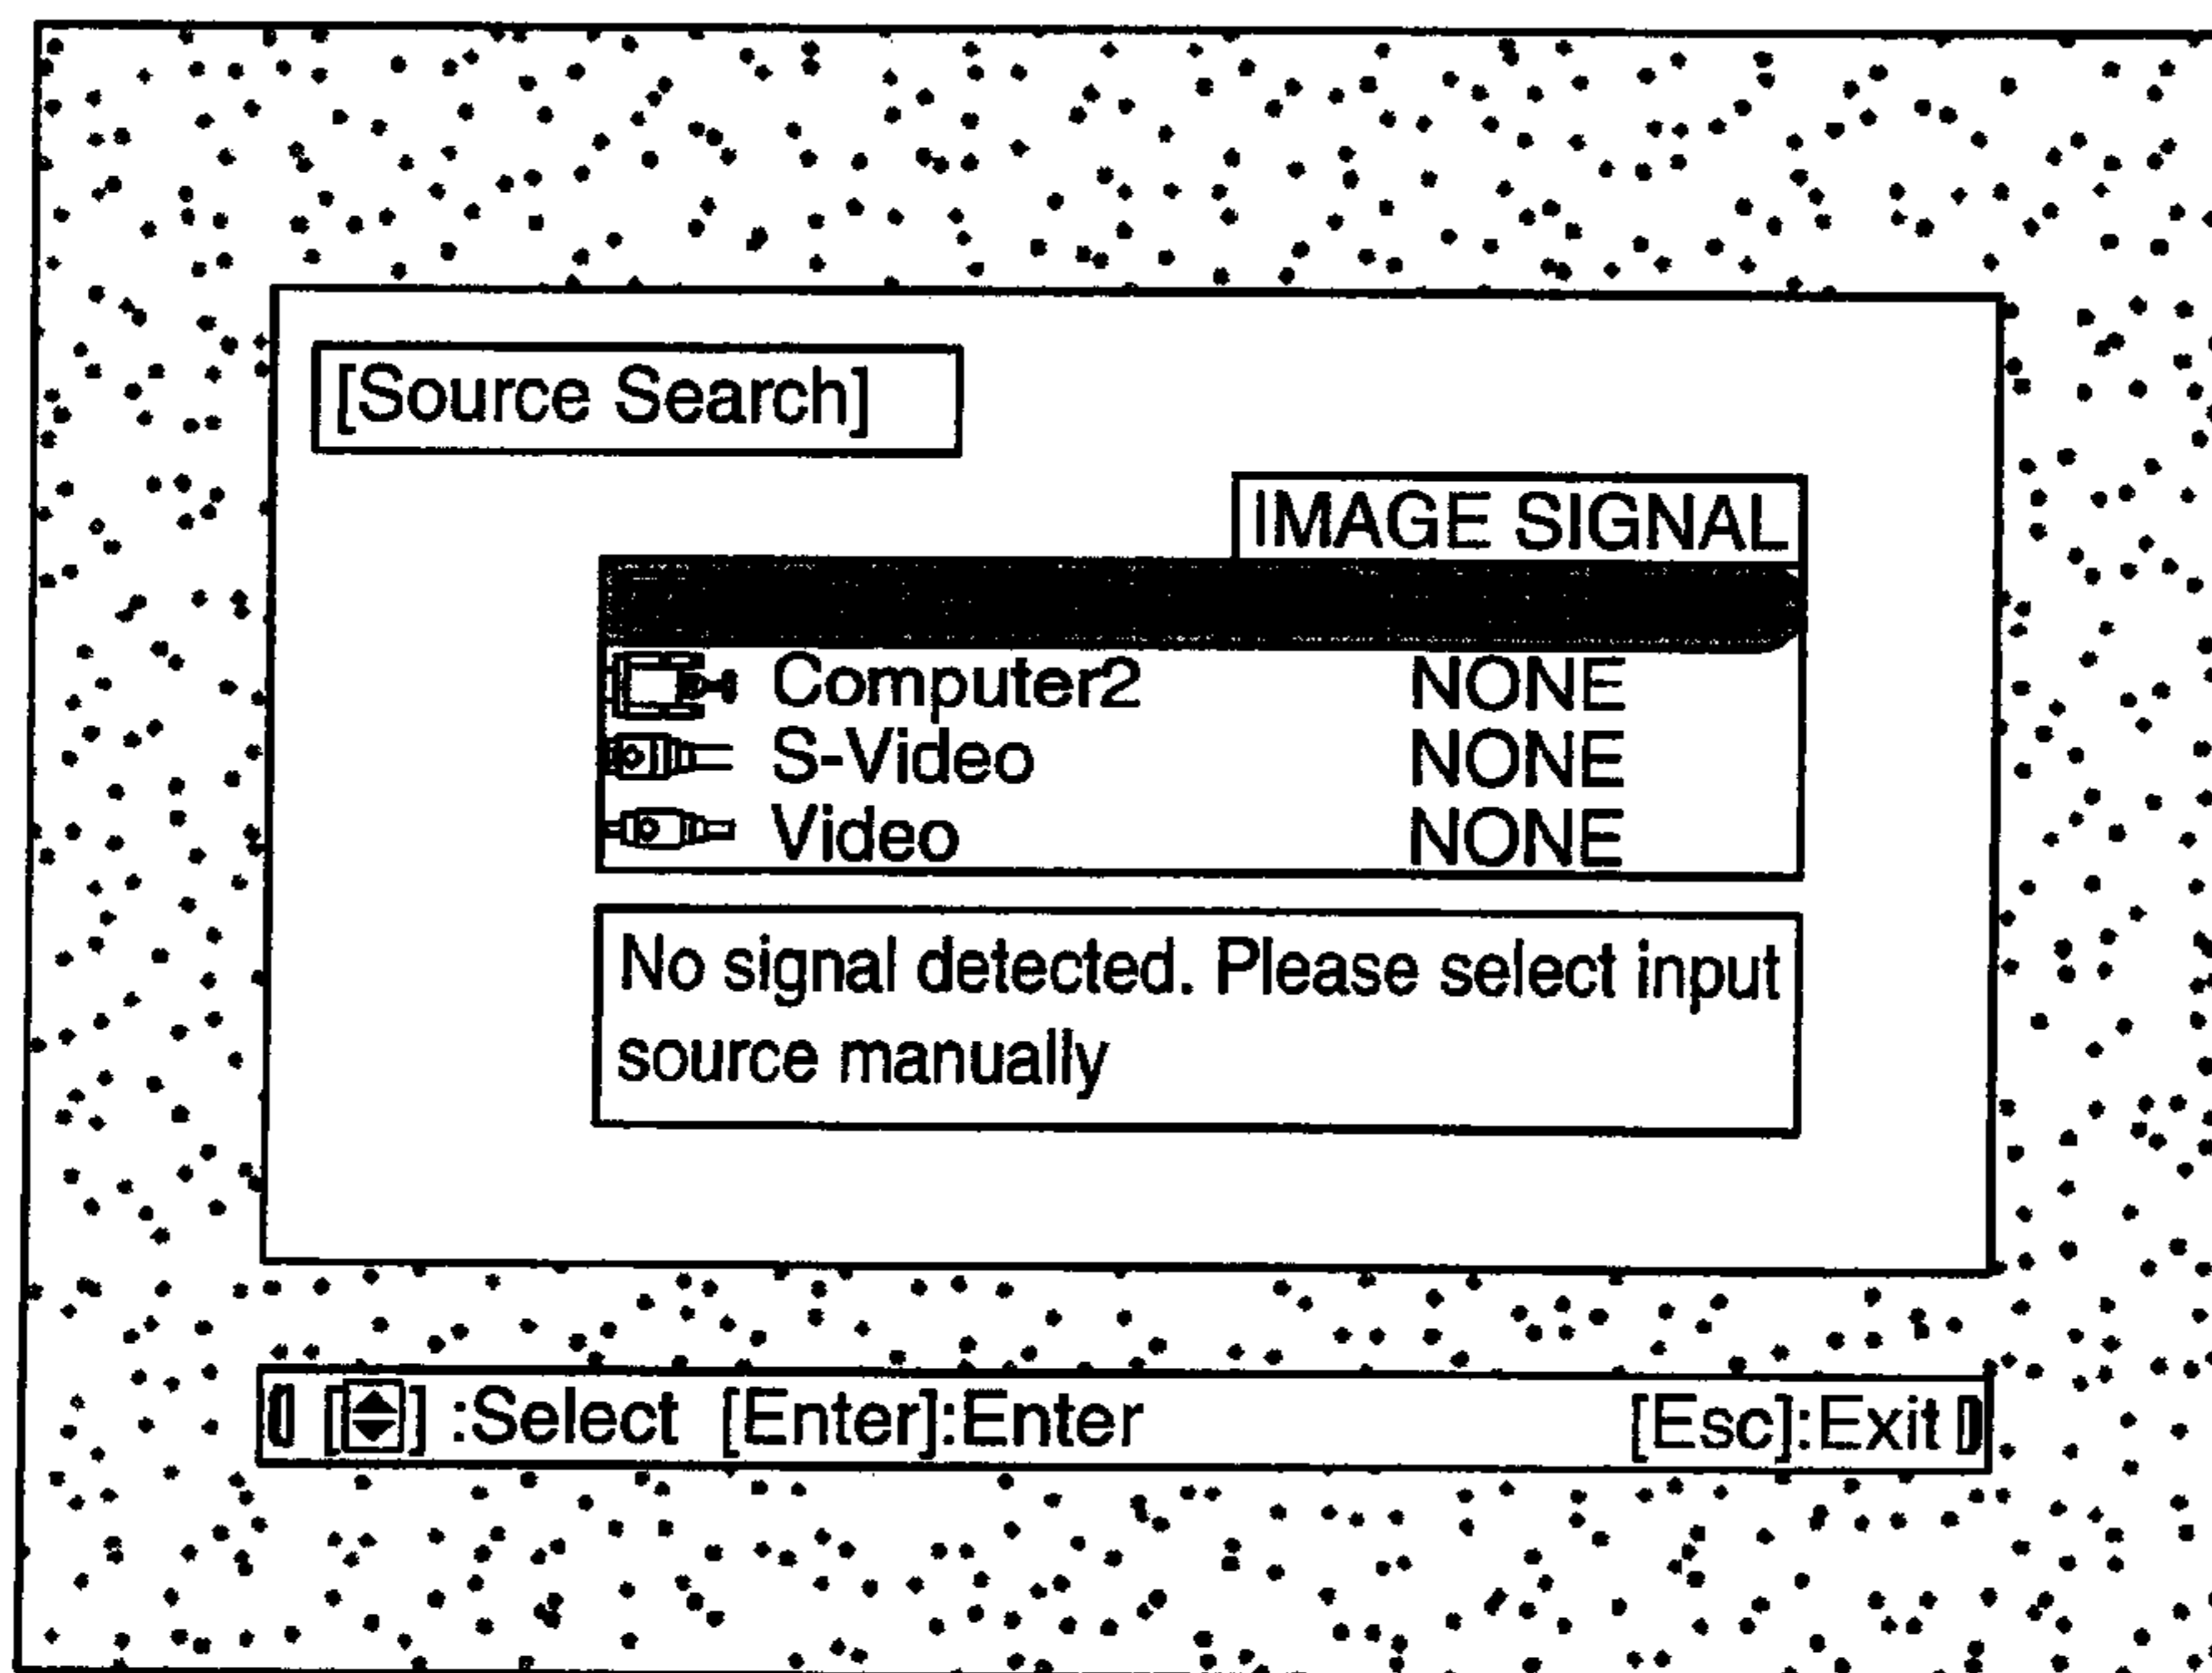 [Source Search]
IMAGE SIGNAL
Computer2 NONE
S-Video NONE
Video NONE
No signal detected. Please select input
source manually
[ ] :Select [Enter]:Enter [Esc]:Exit